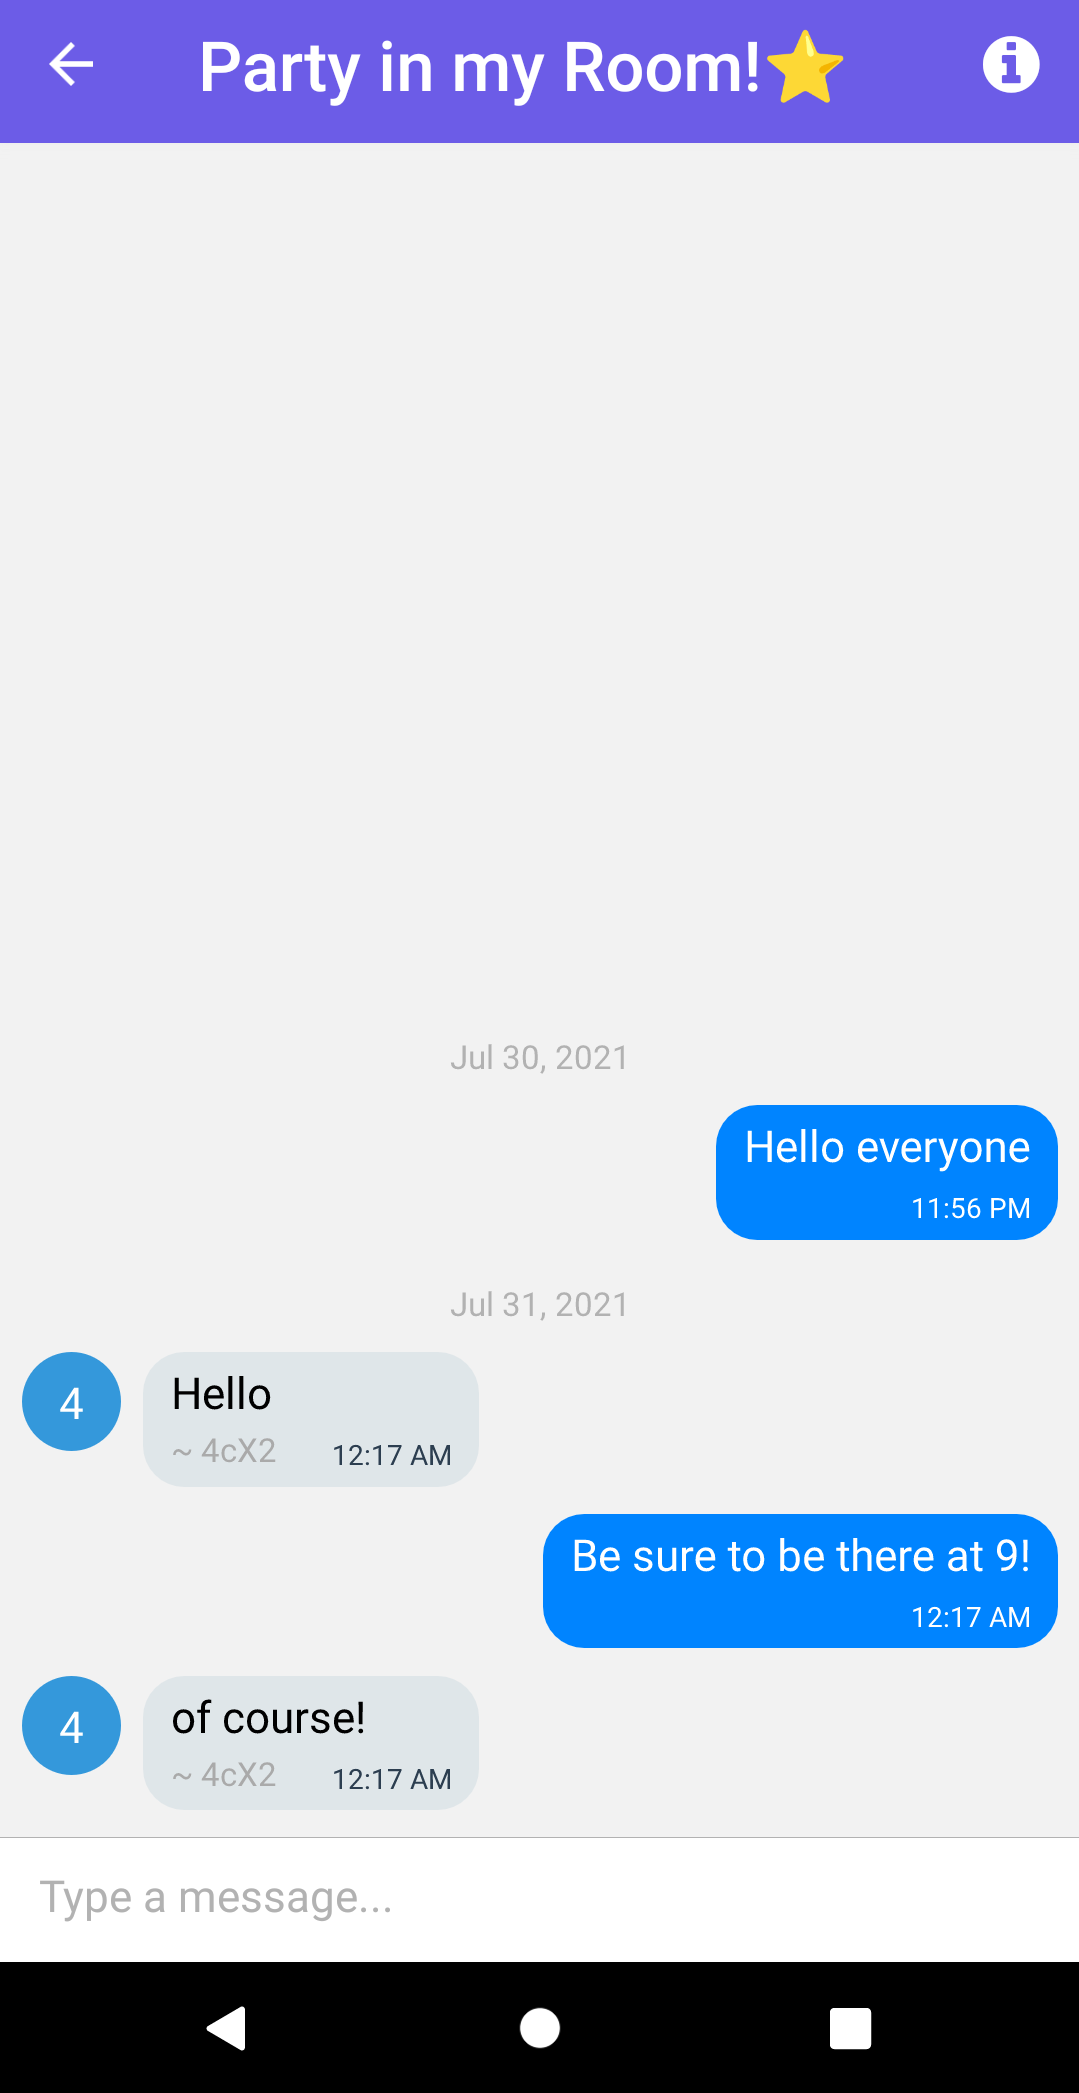 Party in my Room!⭐
Jul 30, 2021
Hello everyone
11:56 PM
Jul 31, 2021
4
Hello
~ 4cX2 12:17 AM
Be sure to be there at 9!
12:17 AM
4
of course!
~ 4cX2 12:17 AM
Type a message...